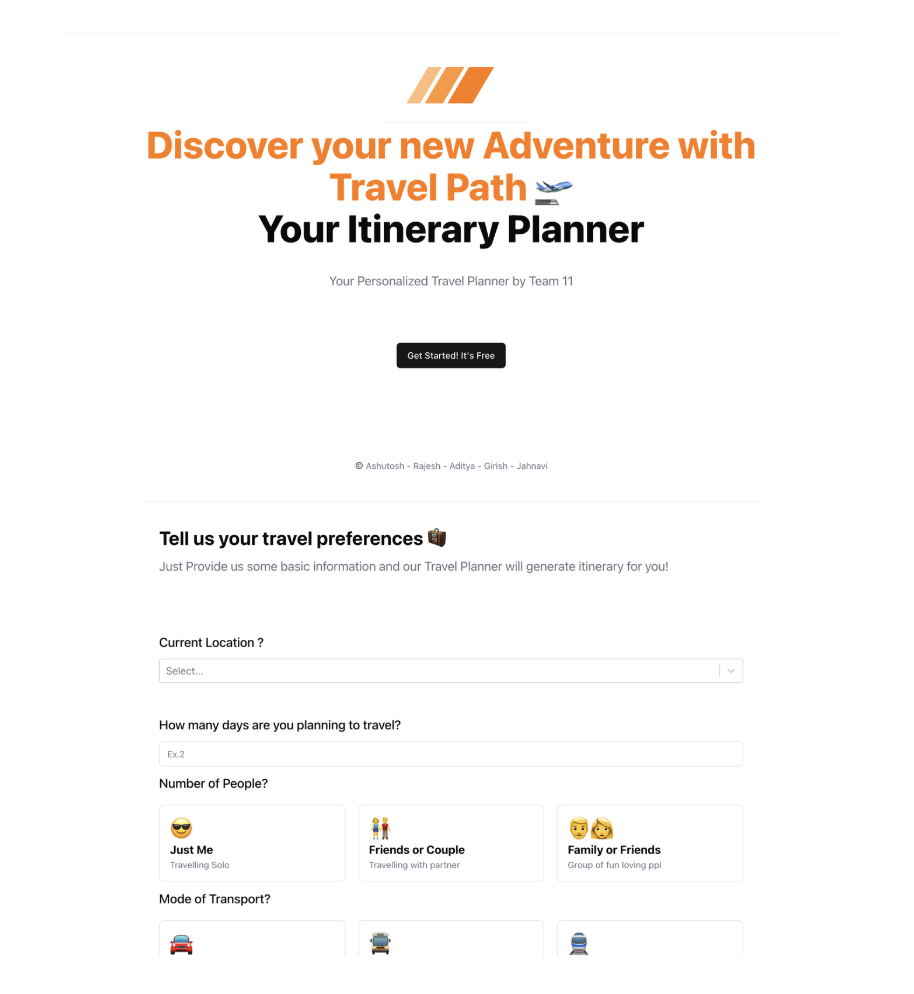 Discover your new Adventure with
Travel Path
Your Itinerary Planner
Your Personalized Travel Planner by Team 11
Get Started! It's Free
© Ashutosh - Rajesh - Aditya - Girish - Jahnavi
Tell us your travel preferences
Just Provide us some basic information and our Travel Planner will generate itinerary for you!
Current Location ?
Select...
How many days are you planning to travel?
Ex.2
Number of People?
Just Me
Travelling Solo
Friends or Couple
Travelling with partner
Family or Friends
Group of fun loving ppl
Mode of Transport?